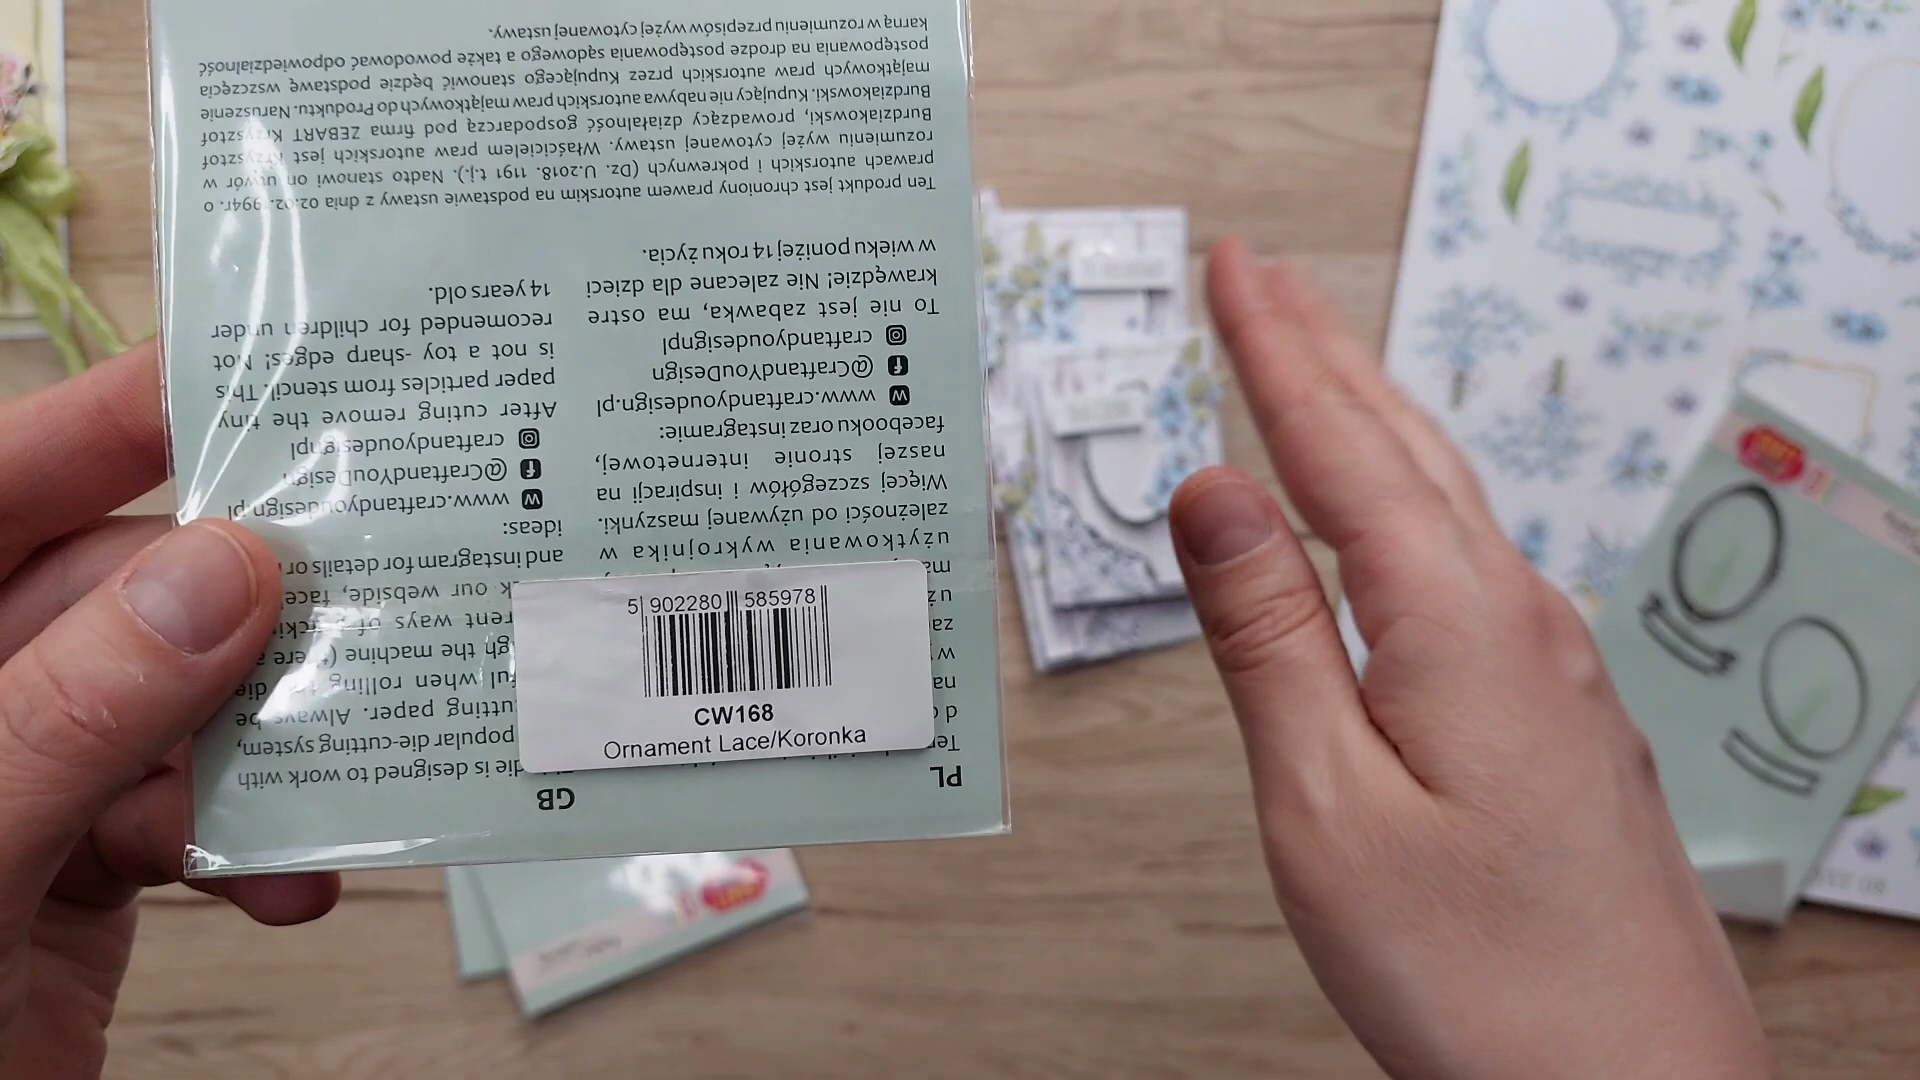 PL
GB
5 902280 585978
CW168
Ornament Lace/Koronka
die is designed to work with
popular die-cutting system,
cutting paper. Always be
when rolling die
the machine
ways of
our webside,
and instagram for details or
ideas:
www.craftandyoudesign.pl
@CraftandYouDesign
craftandyoudesignpl
After cuting remove the tiny
paper particles from stencil. This
is not a toy -sharp edges! Not
recomended for children under
14 years old.
użytkowania wykrojnika w
zależności od używanej maszynki.
Więcej szczegółów i inspiracji na
naszej stronie internetowej,
facebooku oraz instagramie:
www.craftandyoudesign.pl
@CraftandYouDesign
craftandyoudesignpl
To nie jest zabawka, ma ostre
krawędzie! Nie zalecane dla dzieci
w wieku poniżej 14 roku życia.
Ten produkt jest chroniony prawem autorskim na podstawie ustawy z dnia 02.02.1994r. o
prawach autorskich i pokrewnych (Dz. U.2018. 1191 t.j.). Nadto stanowi on utwór w
rozumieniu wyżej cytowanej ustawy. Właścicielem praw autorskich jest Krzysztof
Burdziakowski, prowadzący działalność gospodarczą pod firma ZEBART Krzysztof
Burdziakowski. Kupujący nie nabywa autorskich praw majątkowych do Produktu. Naruszenie
majątkowych praw autorskich przez Kupującego stanowić będzie podstawę wszczęcia
postępowania na drodze postępowania sądowego a także powodować odpowiedzialność
karną w rozumieniu przepisów wyżej cytowanej ustawy.